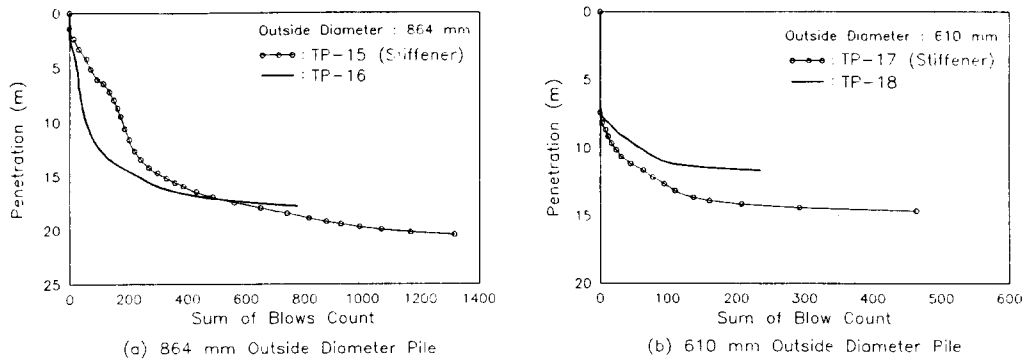 Outside Diameter : 864 mm
: TP-15 (Stiffener)
: TP-16
Penetration (m)
0
5
10
15
20
25
0 200 400 600 800 1000 1200 1400
Sum of Blows Count
(a) 864 mm Outside Diameter Pile
Outside Diameter : 610 mm
: TP-17 (Stiffener)
: TP-18
Penetration (m)
0
5
10
15
20
0 100 200 300 400 500 600
Sum of Blow Count
(b) 610 mm Outside Diameter Pile